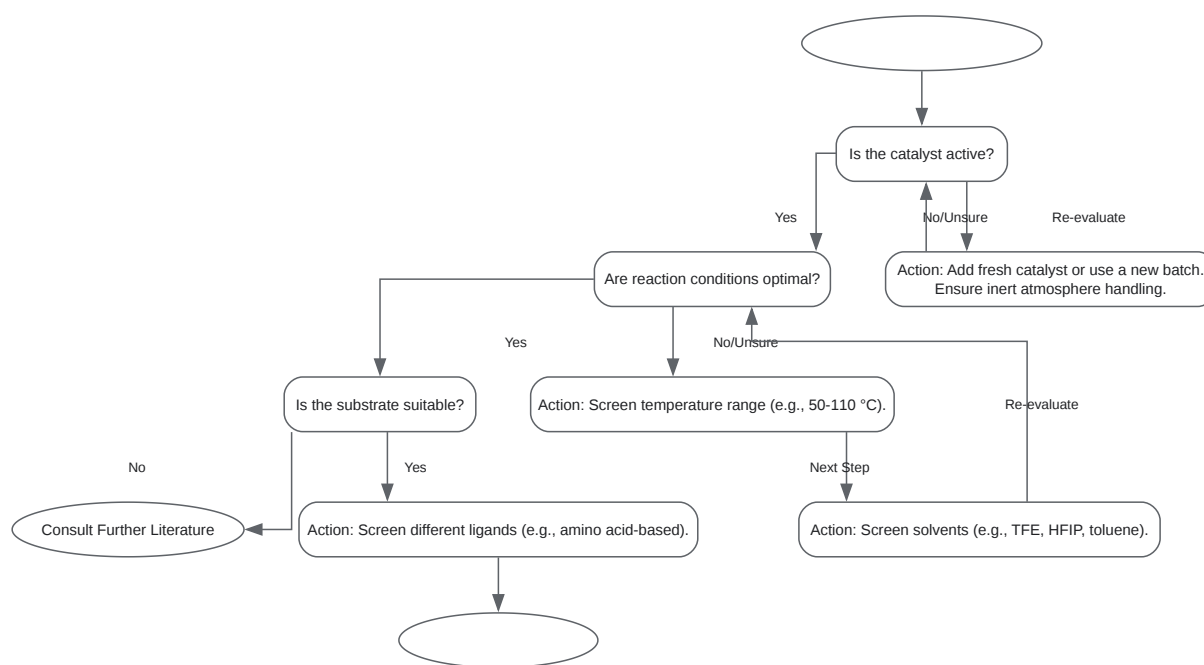 Is the catalyst active?
Yes
No/Unsure
Re-evaluate
Are reaction conditions optimal?
Action: Add fresh catalyst or use a new batch.
Ensure inert atmosphere handling.
Yes
No/Unsure
Is the substrate suitable?
Action: Screen temperature range (e.g., 50-110 °C).
Re-evaluate
No
Yes
Next Step
Consult Further Literature
Action: Screen different ligands (e.g., amino acid-based).
Action: Screen solvents (e.g., TFE, HFIP, toluene).